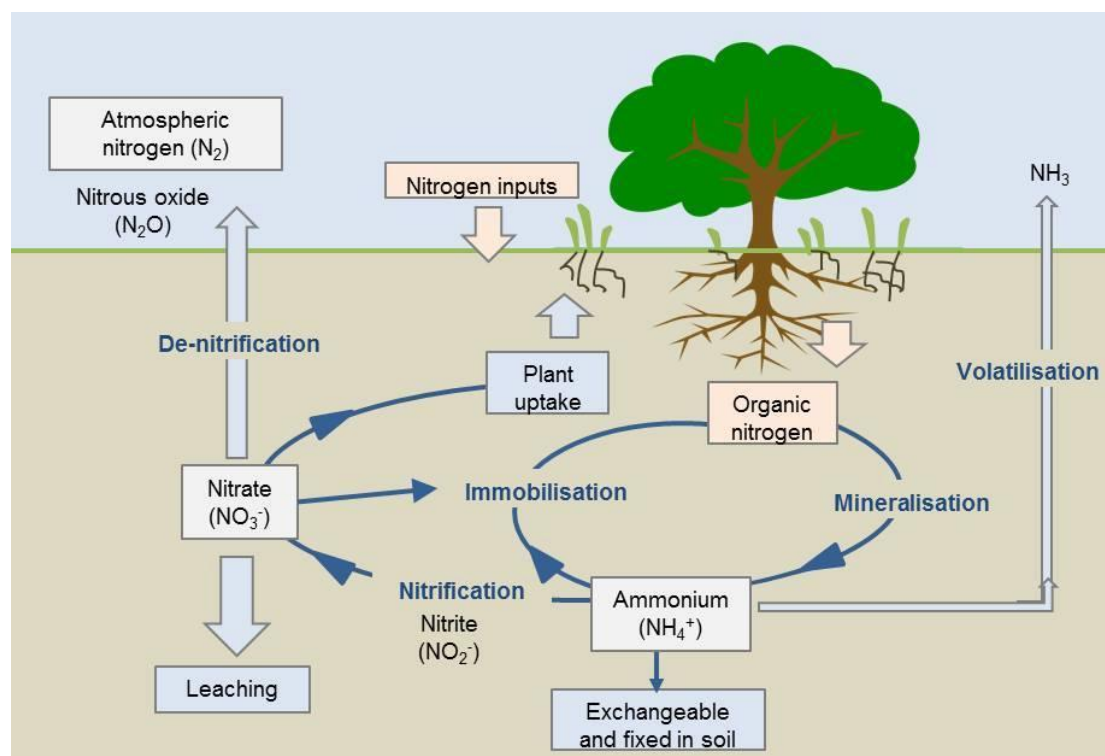 Atmospheric
nitrogen (N₂)
Nitrous oxide
(N₂O)
Nitrogen inputs
NH₃
De-nitrification
Plant
uptake
Volatilisation
Organic
nitrogen
Nitrate
(NO₃⁻)
Immobilisation
Mineralisation
Nitrification
Nitrite
(NO₂⁻)
Ammonium
(NH₄⁺)
Leaching
Exchangeable
and fixed in soil